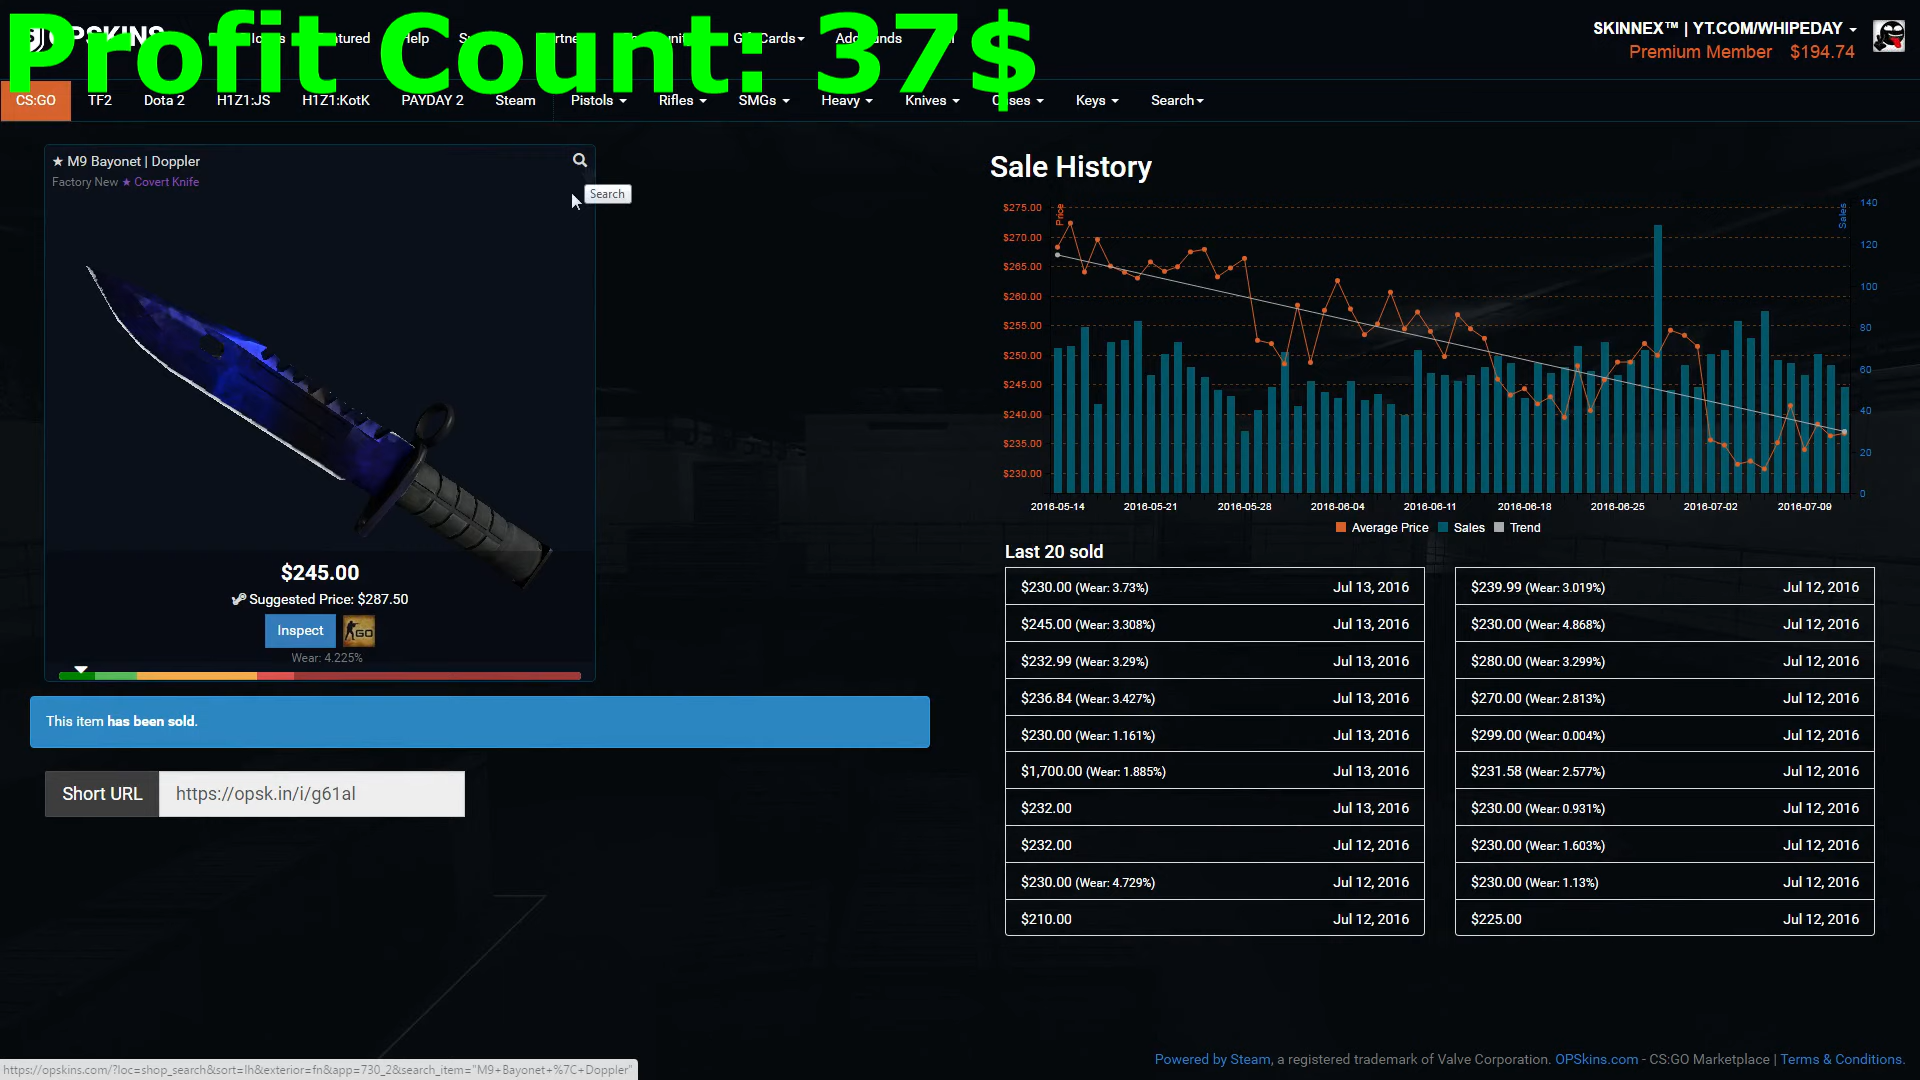 Profit Count: 37$
OPSKINS
Help
SKINNEX™ | YT.COM/WHIPEDAY
Premium Member $194.74
CS:GO TF2 Dota 2 H1Z1:JS H1Z1:KotK PAYDAY 2 Steam Pistols Rifles SMGs Heavy Knives Cases Keys Search
★ M9 Bayonet | Doppler
Factory New ★ Covert Knife
Search
$245.00
Suggested Price: $287.50
Inspect
GO
Wear: 4.225%
This item has been sold.
Short URL https://opsk.in/i/g61al
Sale History
Price
Sales
$275.00
$270.00
$265.00
$260.00
$255.00
$250.00
$245.00
$240.00
$235.00
$230.00
140
120
100
80
60
40
20
0
2016-05-14 2016-05-21 2016-05-28 2016-06-04 2016-06-11 2016-06-18 2016-06-25 2016-07-02 2016-07-09
Average Price Sales Trend
Last 20 sold
$230.00 (Wear: 3.73%) Jul 13, 2016
$245.00 (Wear: 3.308%) Jul 13, 2016
$232.99 (Wear: 3.29%) Jul 13, 2016
$236.84 (Wear: 3.427%) Jul 13, 2016
$230.00 (Wear: 1.161%) Jul 13, 2016
$1,700.00 (Wear: 1.885%) Jul 13, 2016
$232.00 Jul 13, 2016
$232.00 Jul 12, 2016
$230.00 (Wear: 4.729%) Jul 12, 2016
$210.00 Jul 12, 2016
$239.99 (Wear: 3.019%) Jul 12, 2016
$230.00 (Wear: 4.868%) Jul 12, 2016
$280.00 (Wear: 3.299%) Jul 12, 2016
$270.00 (Wear: 2.813%) Jul 12, 2016
$299.00 (Wear: 0.004%) Jul 12, 2016
$231.58 (Wear: 2.577%) Jul 12, 2016
$230.00 (Wear: 0.931%) Jul 12, 2016
$230.00 (Wear: 1.603%) Jul 12, 2016
$230.00 (Wear: 1.13%) Jul 12, 2016
$225.00 Jul 12, 2016
Powered by Steam, a registered trademark of Valve Corporation. OPSkins.com - CS:GO Marketplace | Terms & Conditions.
https://opskins.com/?loc=shop_search&sort=lh&exterior=fn&app=730_2&search_item="M9+Bayonet+%7C+Doppler"